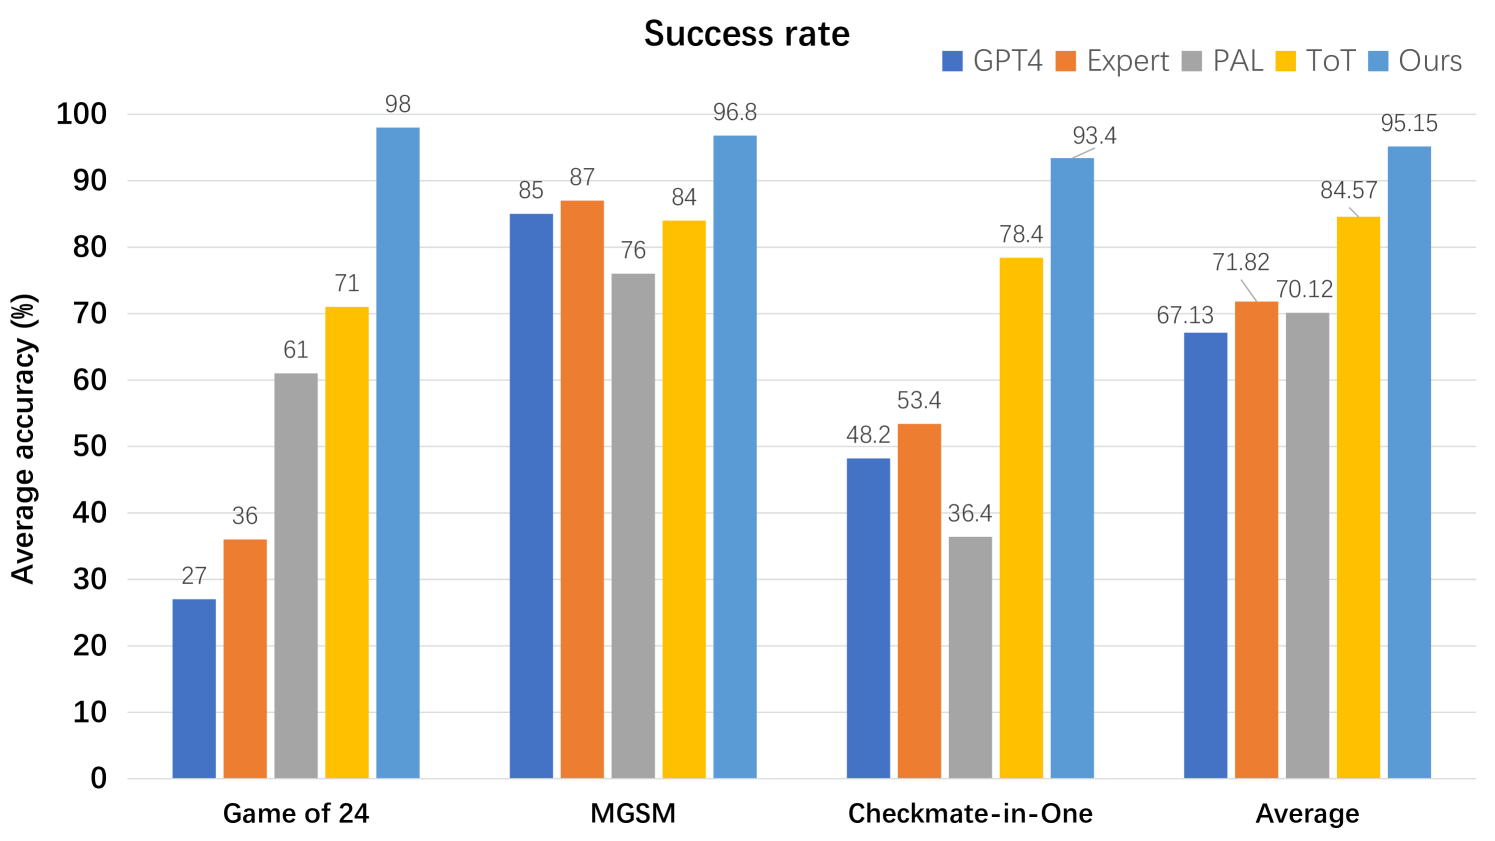 Success rate
GPT4 Expert PAL ToT Ours
Average accuracy (%)
100
90
80
70
60
50
40
30
20
10
0
27 36 61 71 98
85 87 76 84 96.8
48.2 53.4 36.4 78.4 93.4
67.13 71.82 70.12 84.57 95.15
Game of 24 MGSM Checkmate-in-One Average